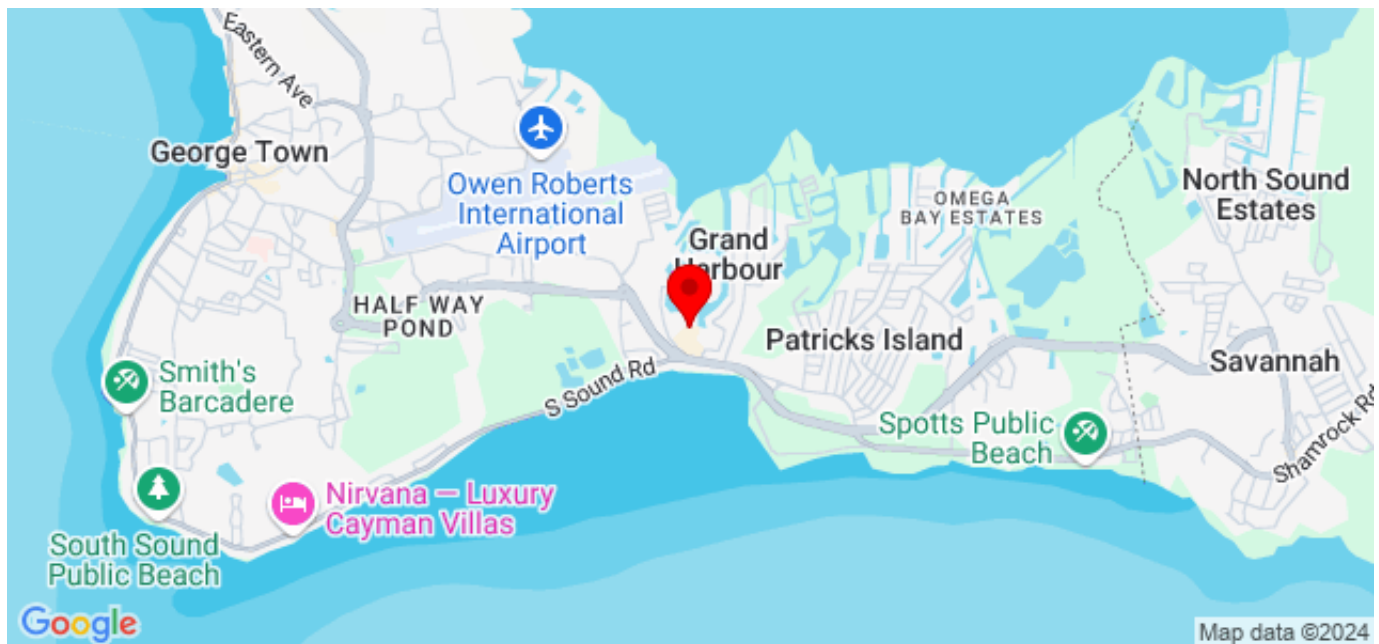 Eastern Ave
George Town
Owen Roberts
International
Airport
OMEGA
BAY ESTATES
North Sound
Estates
Grand
Harbour
HALF WAY
POND
Patricks Island
Savannah
Smith's
Barcadere
S Sound Rd
Spotts Public
Beach
Shamrock Rd
Nirvana — Luxury
Cayman Villas
South Sound
Public Beach
Google
Map data ©2024